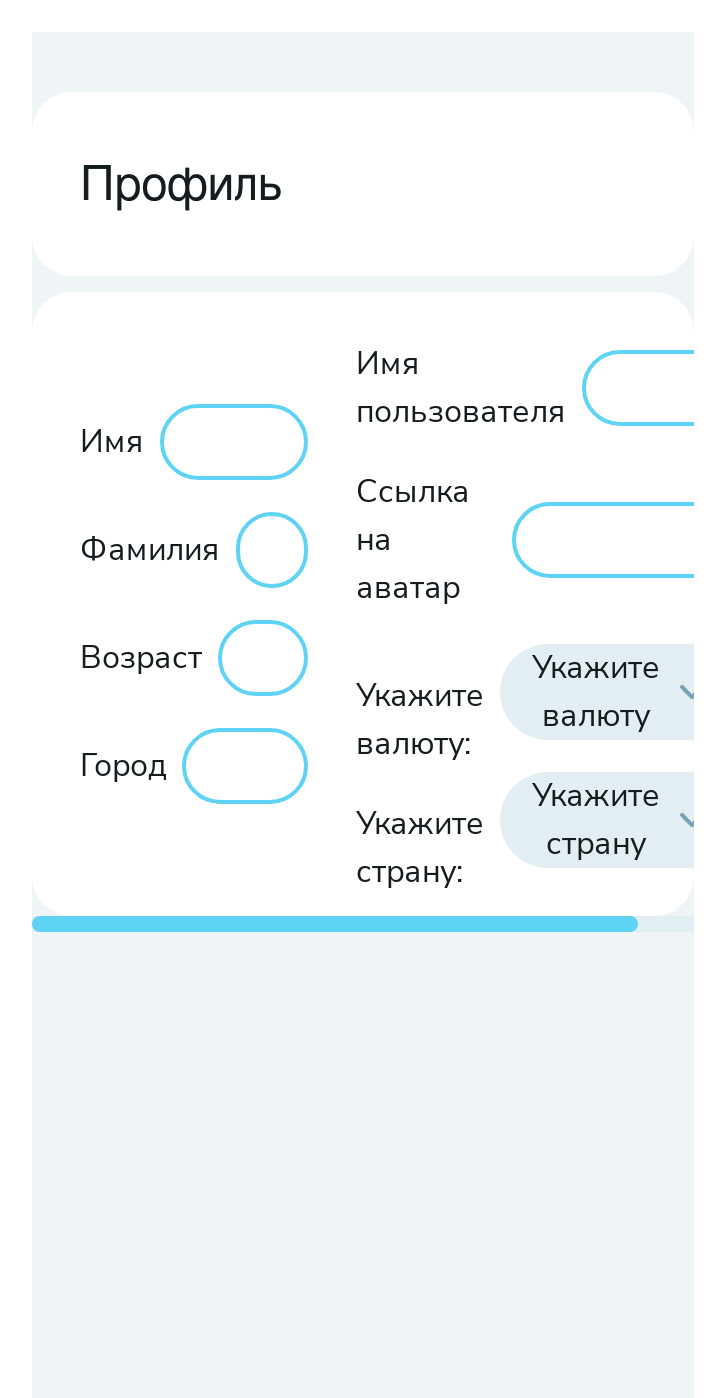 Профиль
Имя
Фамилия
Возраст
Город
Имя
пользователя
Ссылка
на
аватар
Укажите
валюту:
Укажите
валюту
Укажите
страну:
Укажите
страну